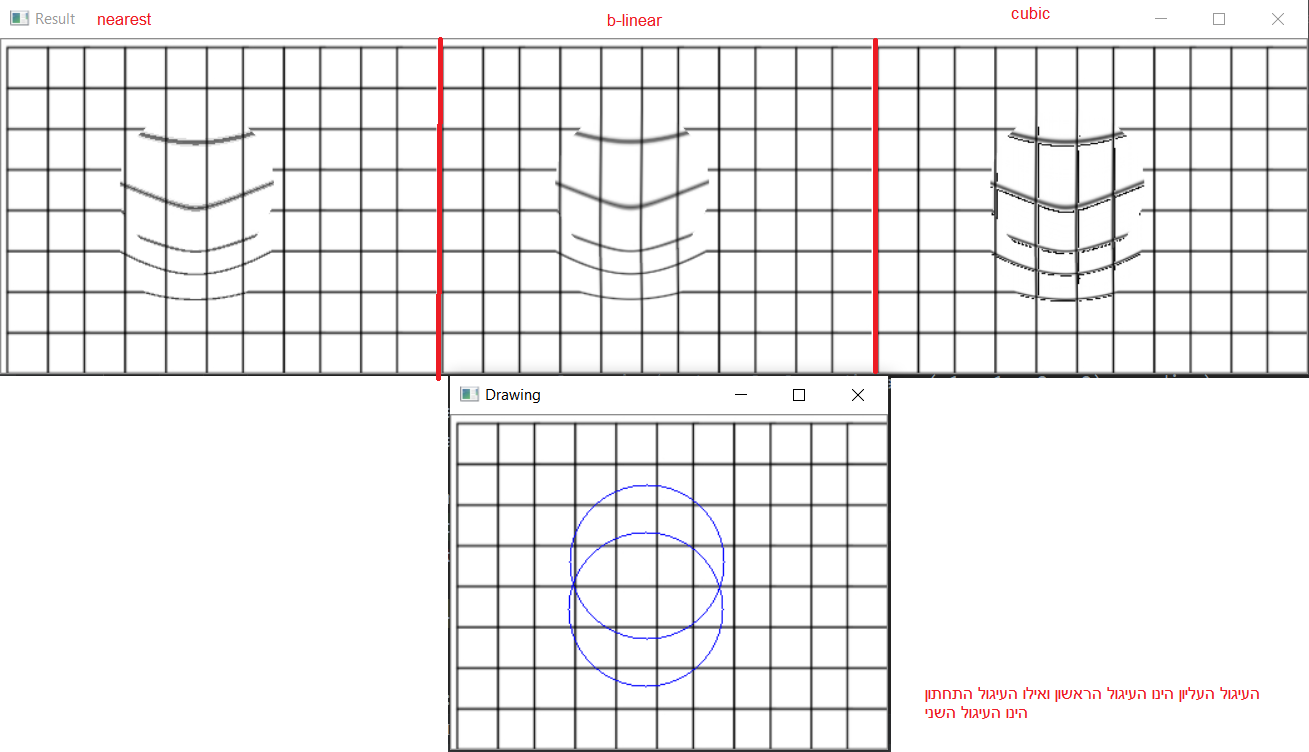 Result
nearest
b-linear
cubic
Drawing
העיגול העליון הינו העיגול הראשון ואילו העיגול התחתון
הינו העיגול השני